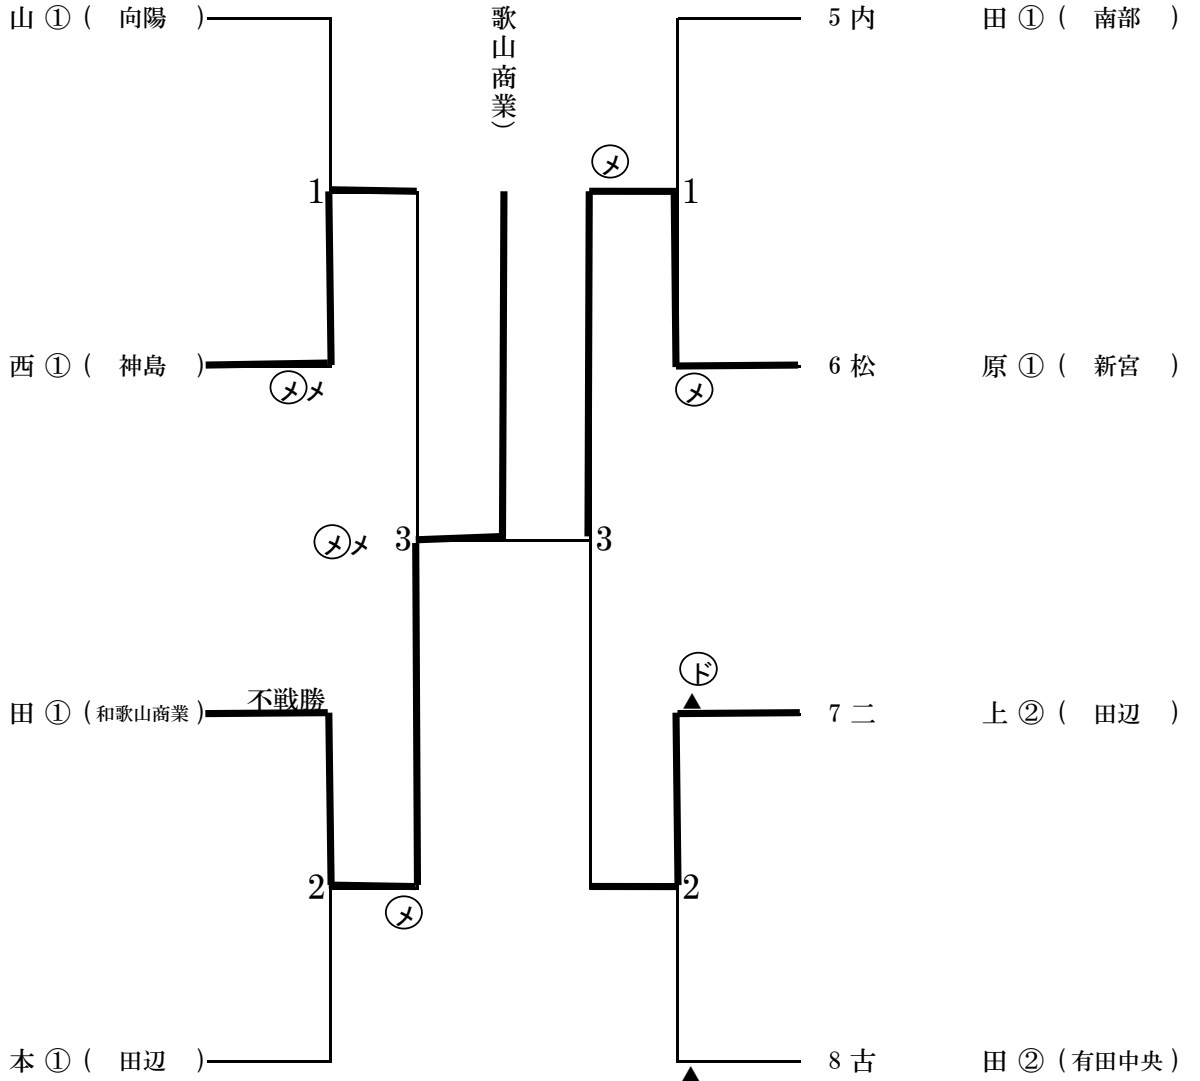 山 ① ( 向陽 )
歌山商業)
5 内 田 ① ( 南部 )
メ
1
1
西 ① ( 神島 )
6 松 原 ① ( 新宮 )
メメ
メ
メメ
3
3
ド
不戦勝
▲
田 ① ( 和歌山商業 )
7 二 上 ② ( 田辺 )
2
2
メ
本 ① ( 田辺 )
8 古 田 ② ( 有田中央 )
▲